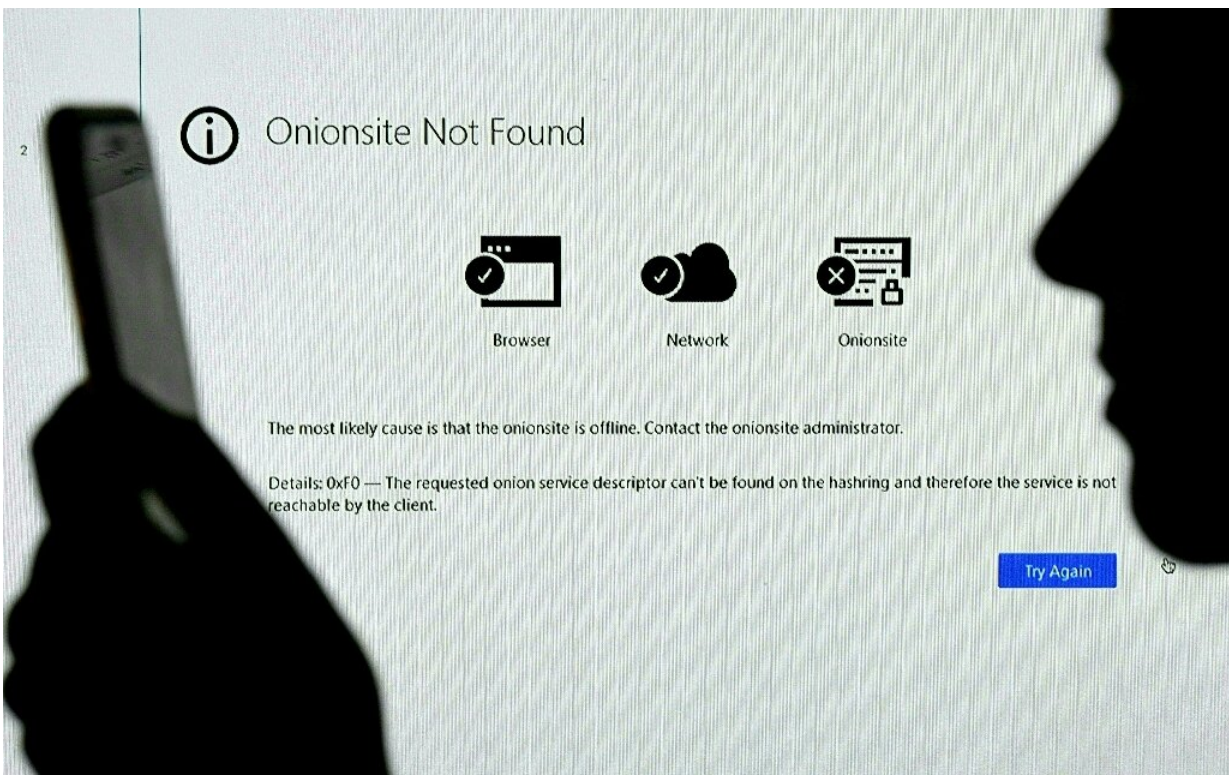 2
Onionsite Not Found
Browser
Network
Onionsite
The most likely cause is that the onionsite is offline. Contact the onionsite administrator.
Details: 0xF0 — The requested onion service descriptor can't be found on the hashring and therefore the service is not
reachable by the client.
Try Again